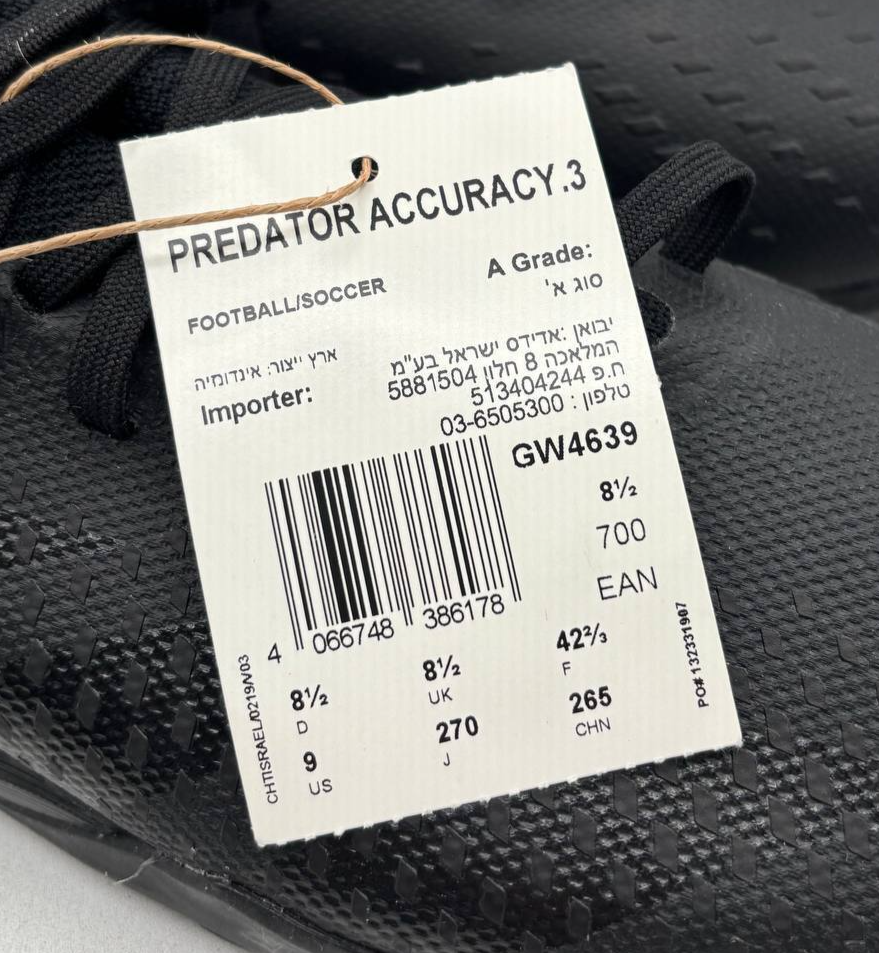 PREDATOR ACCURACY.3
A Grade:
סוג א'
FOOTBALL/SOCCER
ארץ ייצור: אינדונזיה
Importer:
יבואן :אדידס ישראל בע"מ
המלאכה 8 חלון 5881504
ח.פ 513404244
טלפון : 03-6505300
GW4639
8½
700
EAN
4 066748 386178
8½
D
8½
UK
42⅔
F
9
US
270
J
265
CHN
CHTISRAEL/0219/V03
PO# 132331907